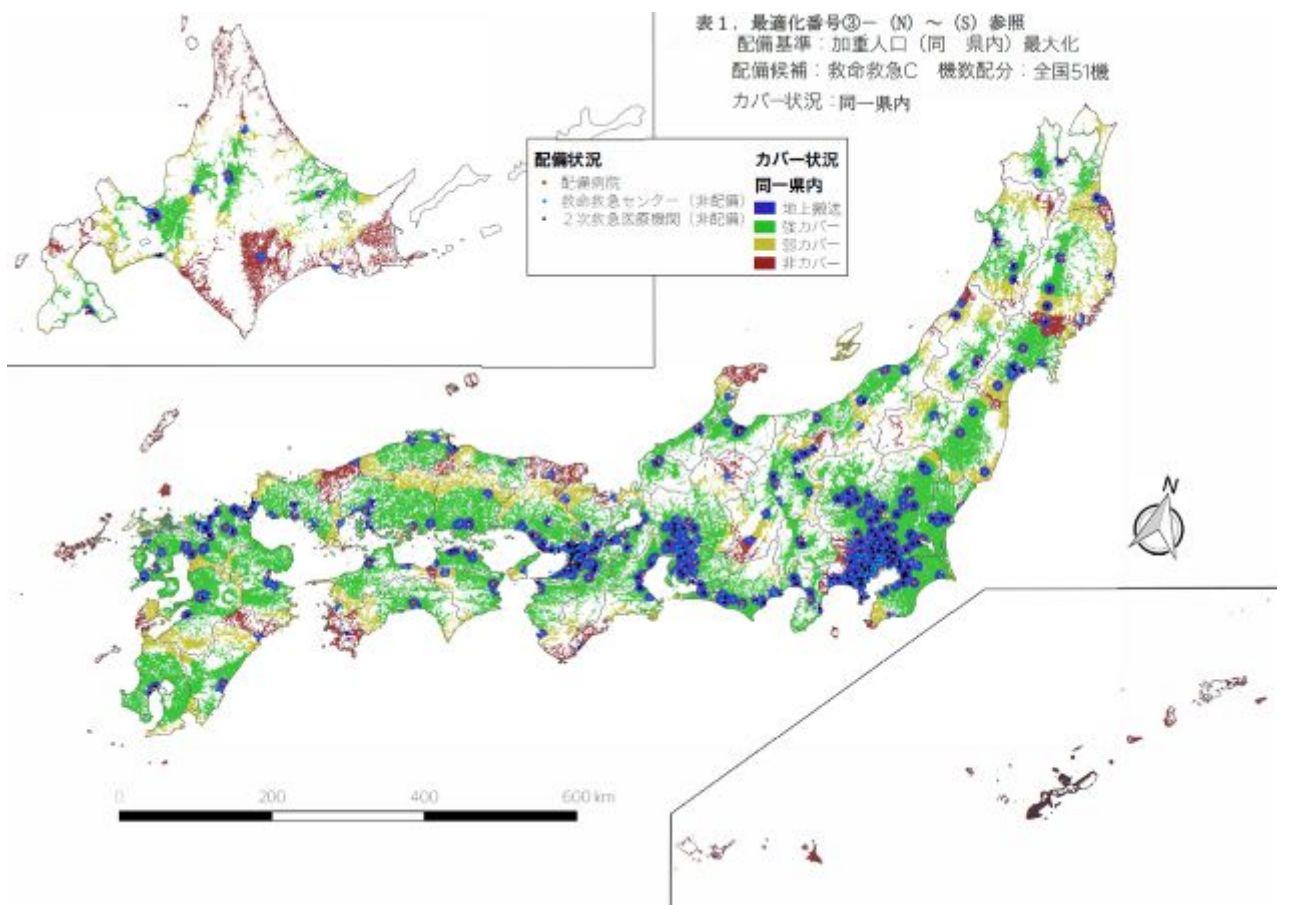 表1. 最適化番号③－(N)～(S)参照
配備基準：加重人口（同　県内）最大化
配備候補：救命救急C　機数配分：全国51機
カバー状況：同一県内
配備状況
配備病院
救命救急センター（非配備）
2次救急医療機関（非配備）
カバー状況
同一県内
地上搬送
強カバー
弱カバー
非カバー
N
0 200 400 600 km